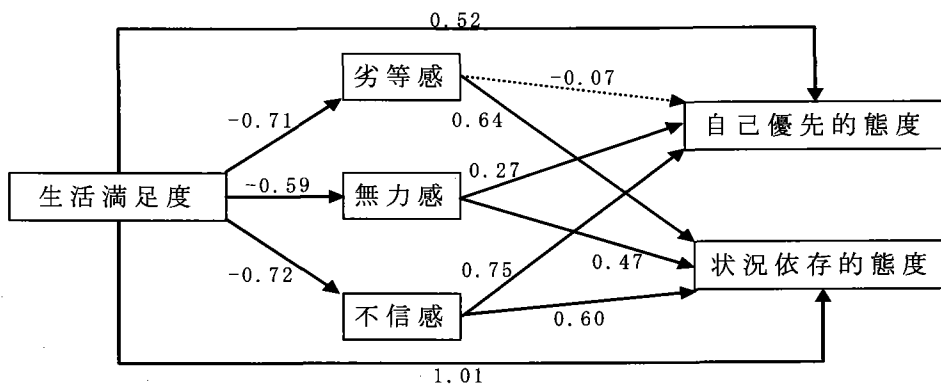 0.52
劣等感
-0.07
-0.71
0.64
自己優先的態度
0.27
生活満足度
-0.59
無力感
0.75
0.47
状況依存的態度
-0.72
不信感
0.60
1.01